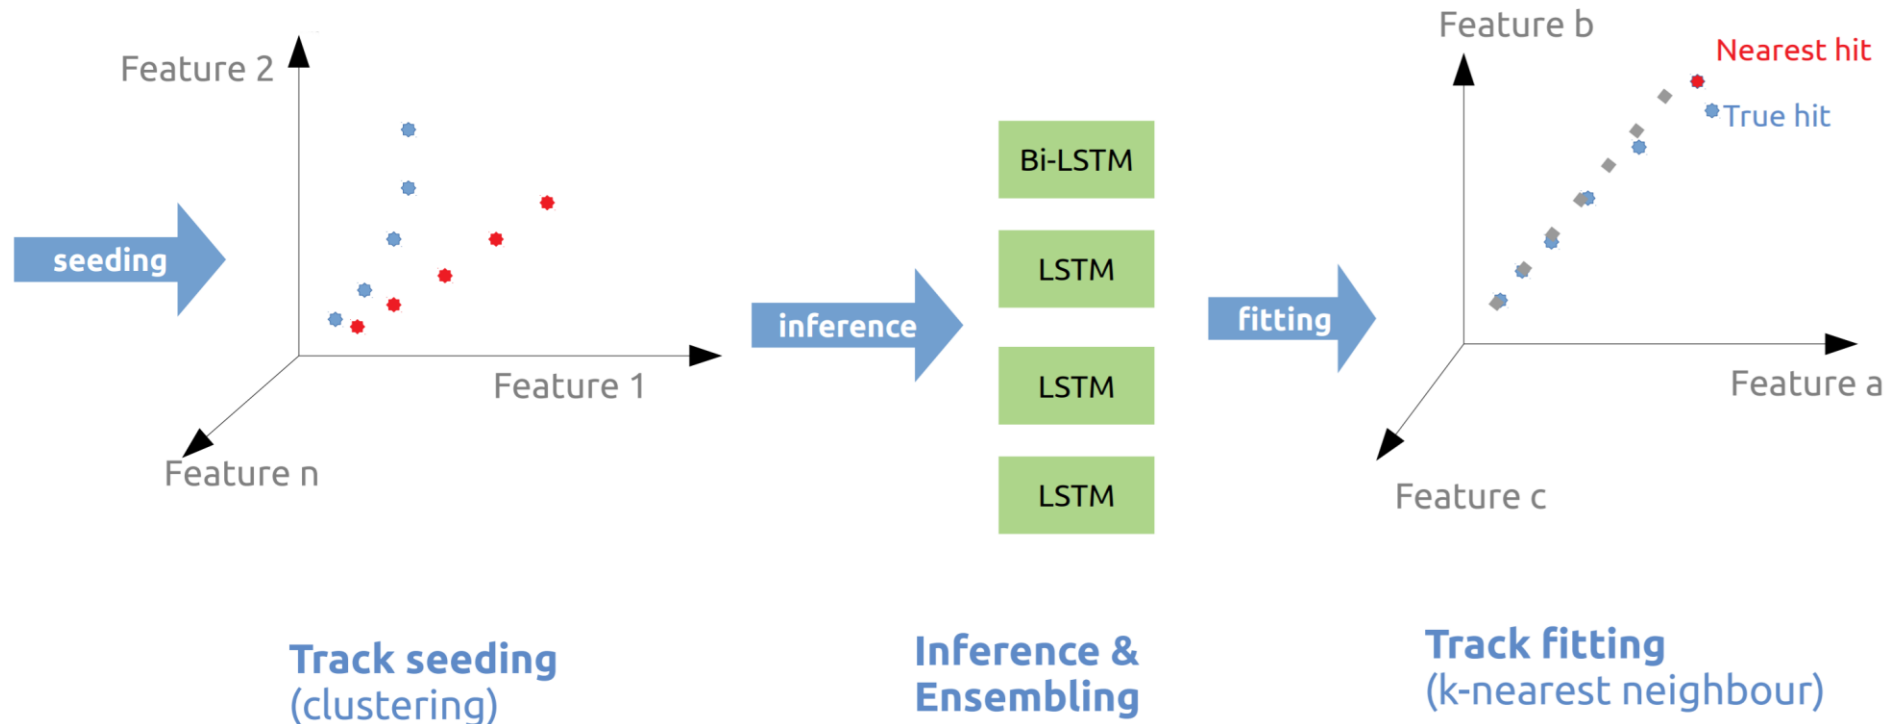 seeding
Feature 2
Feature 1
Feature n
inference
Bi-LSTM
LSTM
LSTM
LSTM
fitting
Feature b
Nearest hit
True hit
Feature a
Feature c
Track seeding
(clustering)
Inference &
Ensembling
Track fitting
(k-nearest neighbour)